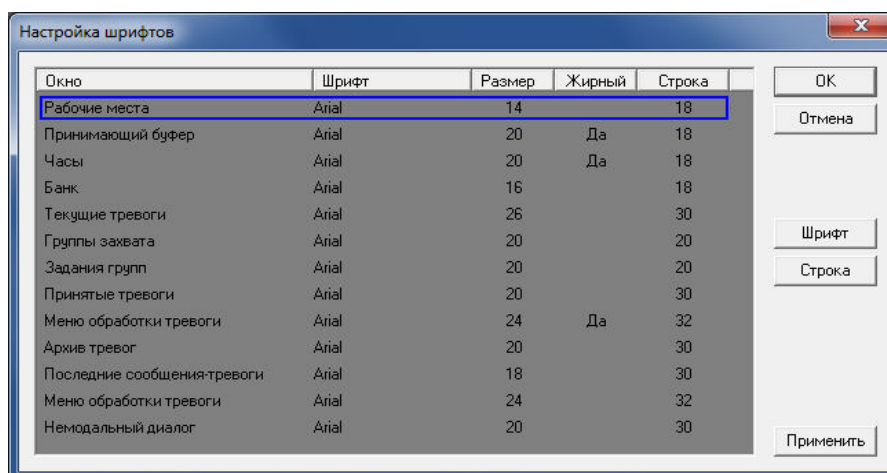 Настройка шрифтов
Окно Шрифт Размер Жирный Строка
Рабочие места Arial 14 18
Принимающий буфер Arial 20 Да 18
Часы Arial 20 Да 18
Банк Arial 16 18
Текущие тревоги Arial 26 30
Группы захвата Arial 20 20
Задания групп Arial 20 20
Принятые тревоги Arial 20 30
Меню обработки тревоги Arial 24 Да 32
Архив тревог Arial 20 30
Последние сообщения-тревоги Arial 18 30
Меню обработки тревоги Arial 24 32
Немодальный диалог Arial 20 30
OK
Отмена
Шрифт
Строка
Применить